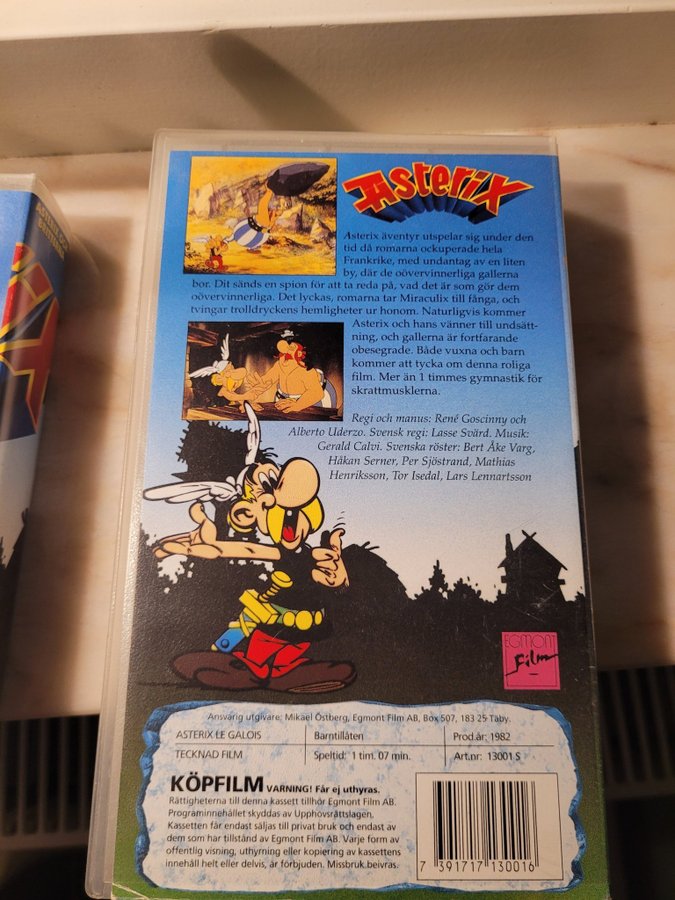 Asterix
Asterix äventyr utspelar sig under den
tid då romarna ockuperade hela
Frankrike, med undantag av en liten
by, där de oövervinnerliga gallerna
bor. Dit sänds en spion för att ta reda på, vad det är som gör dem
oövervinnerliga. Det lyckas, romarna tar Miraculix till fånga, och
tvingar trolldryckens hemligheter ur honom. Naturligvis kommer
Asterix och hans vänner till undsätt-
ning, och gallerna är fortfarande
obesegrade. Både vuxna och barn
kommer att tycka om denna roliga
film. Mer än 1 timmes gymnastik för
skrattmusklerna.
Regi och manus: René Goscinny och
Alberto Uderzo. Svensk regi: Lasse Svärd. Musik:
Gerald Calvi. Svenska röster: Bert Åke Varg,
Håkan Serner, Per Sjöstrand, Mathias
Henriksson, Tor Isedal, Lars Lennartsson
EGMONT
Film
Ansvarig utgivare: Mikael Östberg, Egmont Film AB, Box 507, 183 25 Täby.
ASTERIX LE GALOIS Barntillåten Prod.år: 1982
TECKNAD FILM Speltid: 1 tim. 07 min. Art.nr: 13001 S
KÖPFILM VARNING! Får ej uthyras.
Rättigheterna till denna kassett tillhör Egmont Film AB.
Programinnehållet skyddas av Upphovsrättslagen.
Kassetten får endast säljas till privat bruk och endast av
dem som har tillstånd av Egmont Film AB. Varje form av
offentlig visning, uthyrning eller kopiering av kassettens
innehåll helt eller delvis, är förbjuden. Missbruk beivras.
7 391717 130016